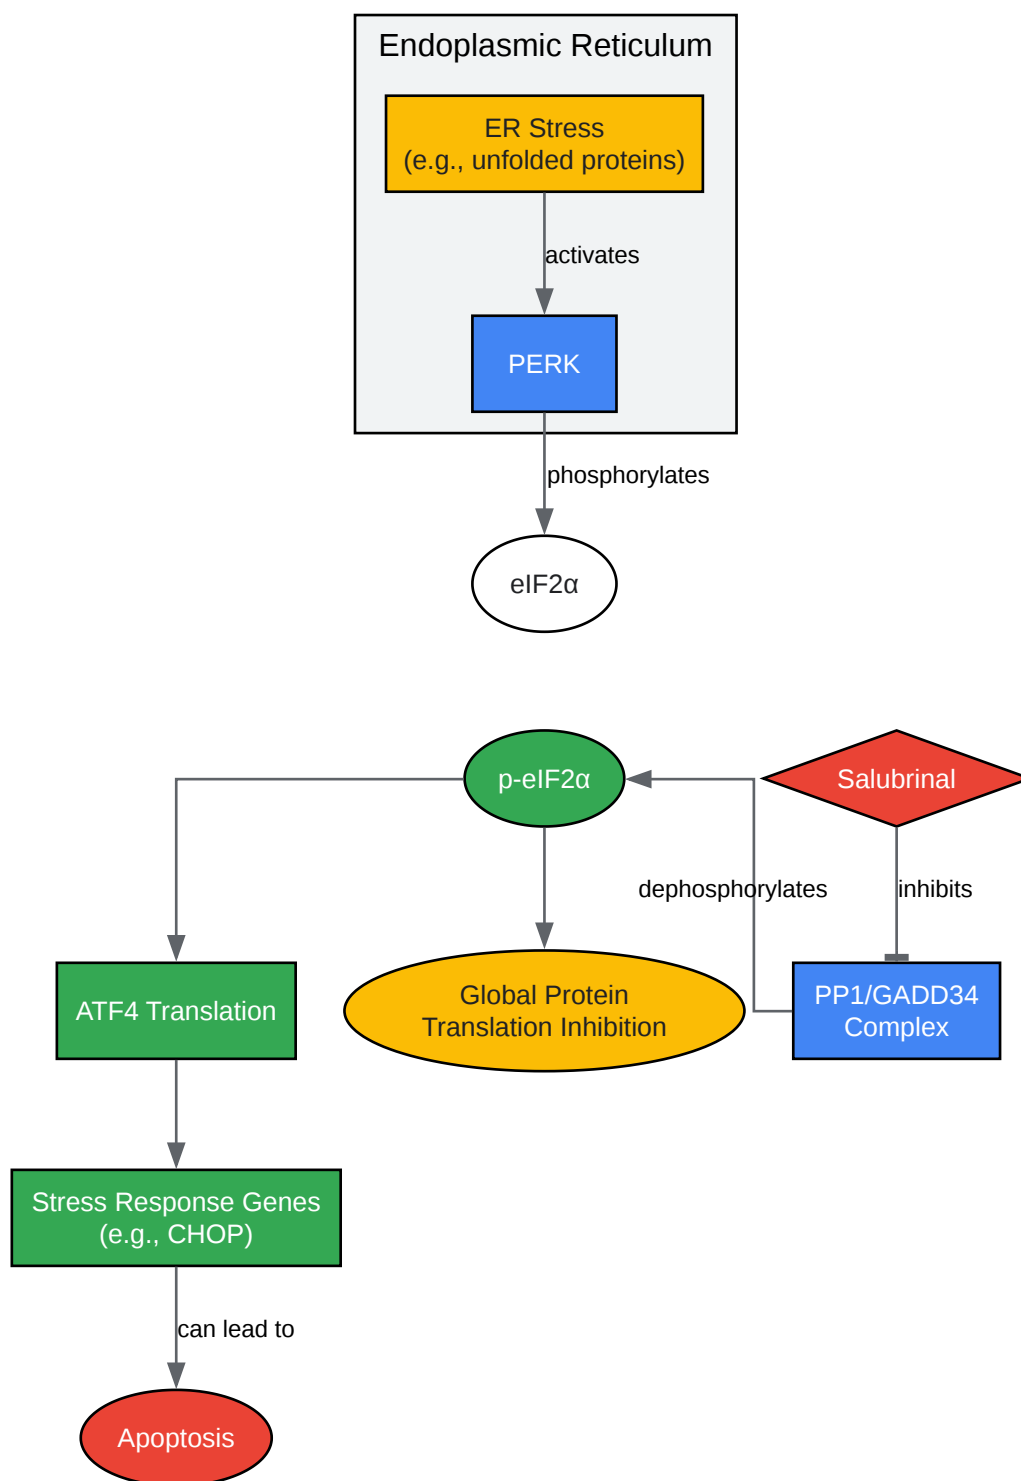 Endoplasmic Reticulum
ER Stress
(e.g., unfolded proteins)
activates
PERK
phosphorylates
eIF2α
p-eIF2α
Salubrinal
dephosphorylates
inhibits
ATF4 Translation
Global Protein
Translation Inhibition
PP1/GADD34
Complex
Stress Response Genes
(e.g., CHOP)
can lead to
Apoptosis